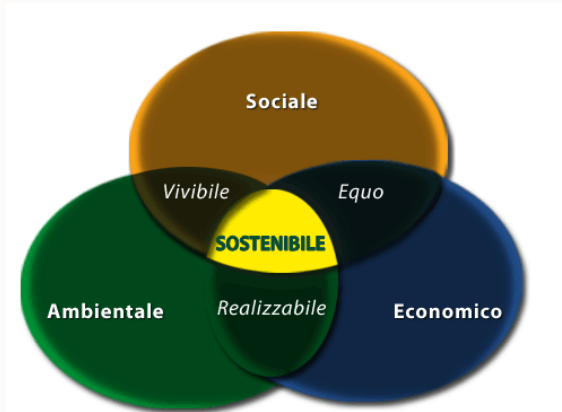 Sociale
Vivibile
Equo
SOSTENIBILE
Ambientale
Realizzabile
Economico